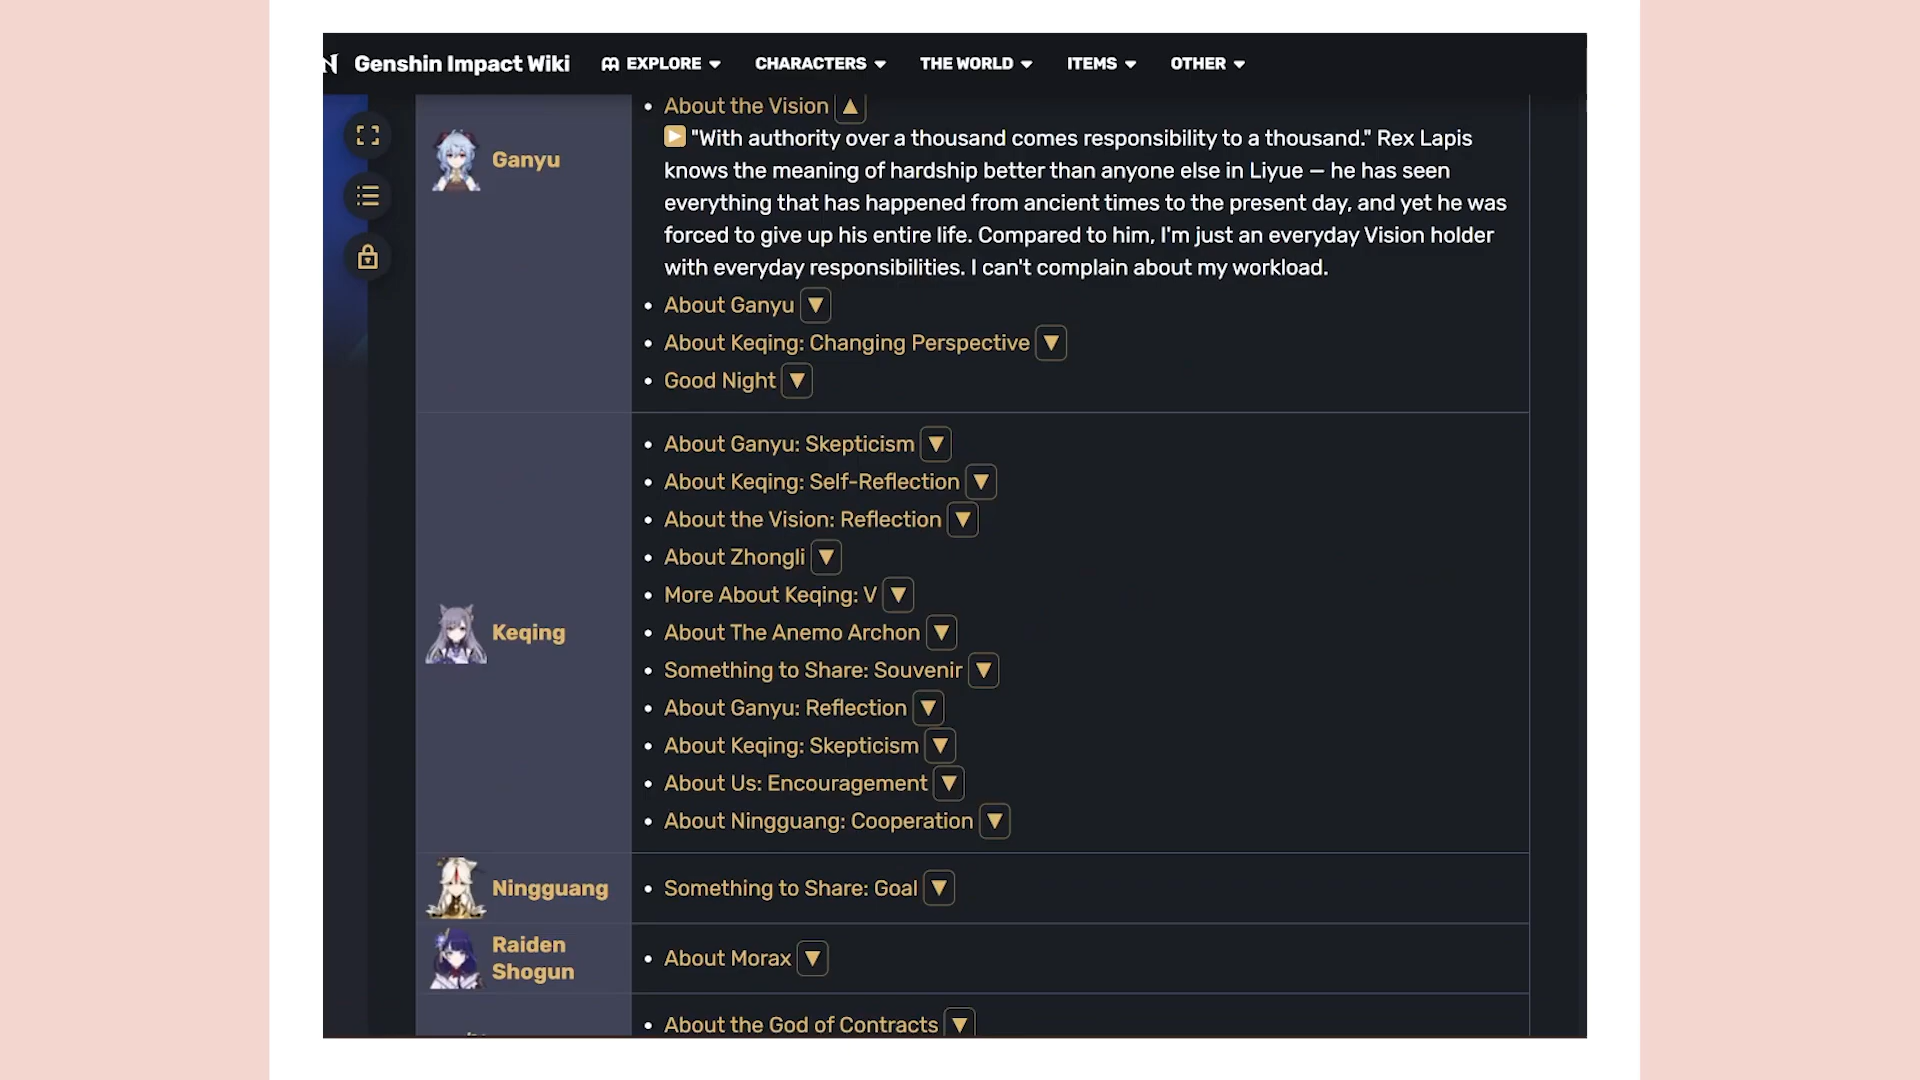 Genshin Impact Wiki EXPLORE CHARACTERS THE WORLD ITEMS OTHER
Ganyu
• About the Vision ▲
"With authority over a thousand comes responsibility to a thousand." Rex Lapis
knows the meaning of hardship better than anyone else in Liyue — he has seen
everything that has happened from ancient times to the present day, and yet he was
forced to give up his entire life. Compared to him, I'm just an everyday Vision holder
with everyday responsibilities. I can't complain about my workload.
• About Ganyu ▼
• About Keqing: Changing Perspective ▼
• Good Night ▼
Keqing
• About Ganyu: Skepticism ▼
• About Keqing: Self-Reflection ▼
• About the Vision: Reflection ▼
• About Zhongli ▼
• More About Keqing: V ▼
• About The Anemo Archon ▼
• Something to Share: Souvenir ▼
• About Ganyu: Reflection ▼
• About Keqing: Skepticism ▼
• About Us: Encouragement ▼
• About Ningguang: Cooperation ▼
Ningguang
• Something to Share: Goal ▼
Raiden
Shogun
• About Morax ▼
• About the God of Contracts ▼